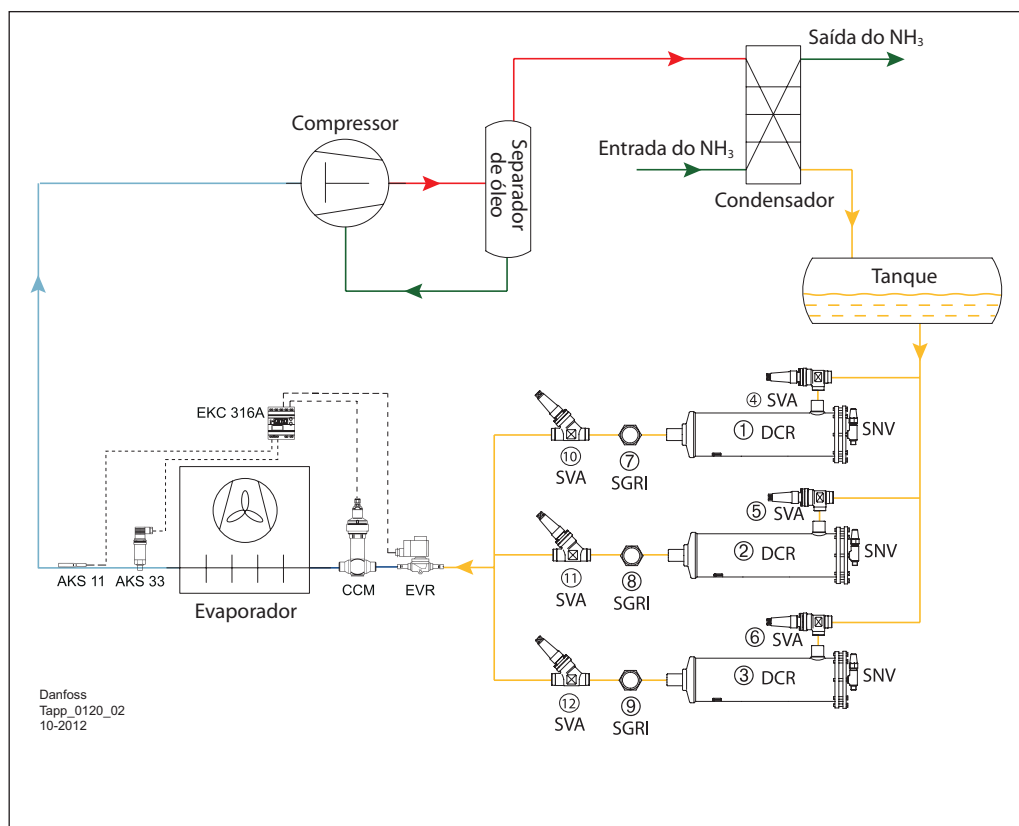 Saída do NH₃
Compressor
Separador
de óleo
Entrada do NH₃
Condensador
Tanque
EKC 316A
④ SVA
① DCR
SNV
⑩
SVA
⑦
SGRI
⑤ SVA
② DCR
SNV
⑪
SVA
⑧
SGRI
AKS 11
AKS 33
Evaporador
CCM
EVR
⑥ SVA
③ DCR
SNV
⑫
SVA
⑨
SGRI
Danfoss
Tapp_0120_02
10-2012